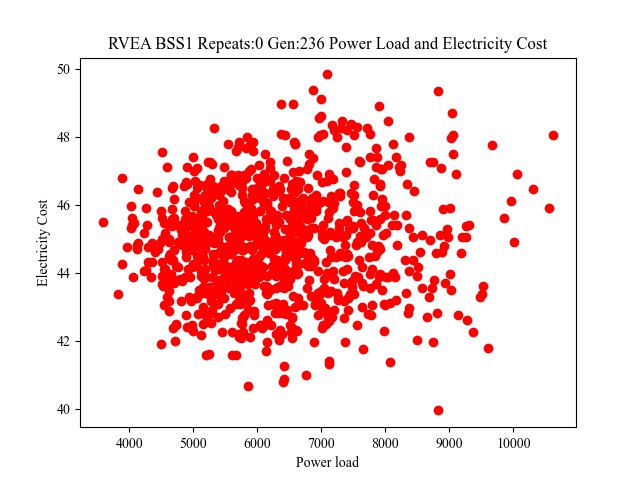 RVEA BSS1 Repeats:0 Gen:236 Power Load and Electricity Cost
50
48
46
44
42
40
Electricity Cost
4000 5000 6000 7000 8000 9000 10000
Power load